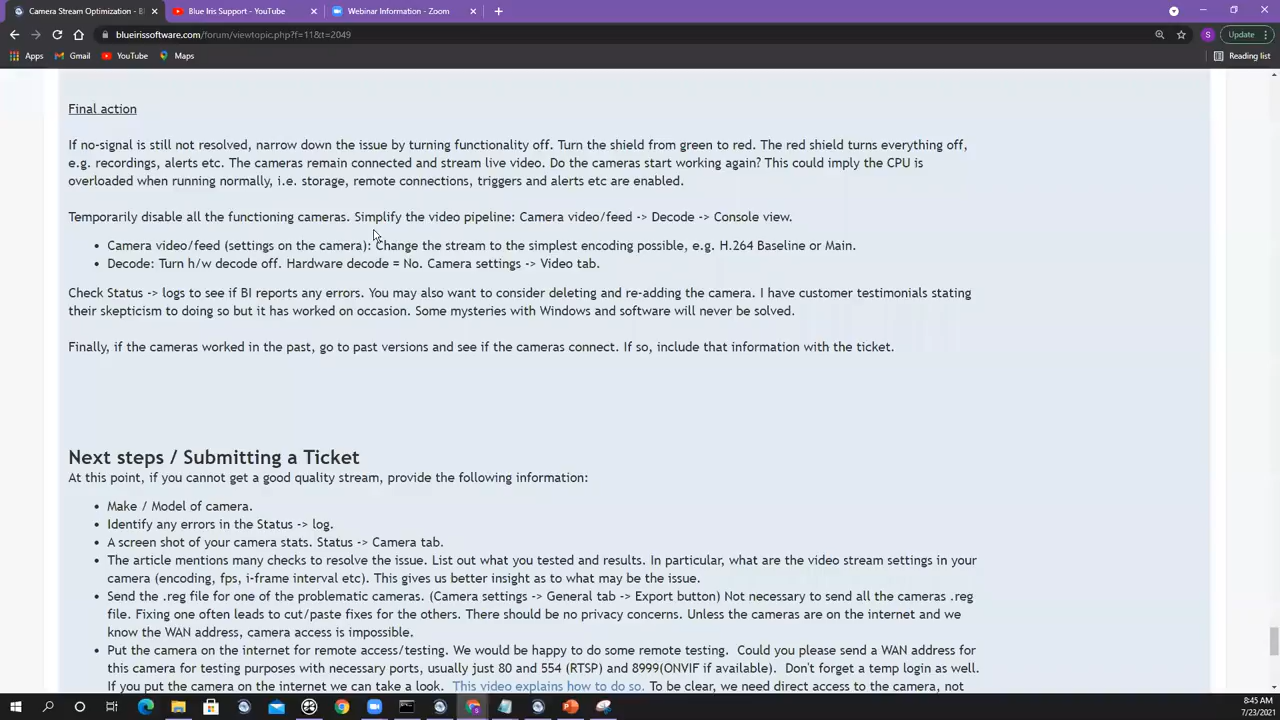 Camera Stream Optimization - Bl
Blue Iris Support - YouTube
Webinar Information - Zoom
blueirissoftware.com/forum/viewtopic.php?f=11&t=2049
S
Update
Apps
Gmail
YouTube
Maps
Reading list
Final action
If no-signal is still not resolved, narrow down the issue by turning functionality off. Turn the shield from green to red. The red shield turns everything off,
e.g. recordings, alerts etc. The cameras remain connected and stream live video. Do the cameras start working again? This could imply the CPU is
overloaded when running normally, i.e. storage, remote connections, triggers and alerts etc are enabled.
Temporarily disable all the functioning cameras. Simplify the video pipeline: Camera video/feed -> Decode -> Console view.
• Camera video/feed (settings on the camera): Change the stream to the simplest encoding possible, e.g. H.264 Baseline or Main.
• Decode: Turn h/w decode off. Hardware decode = No. Camera settings -> Video tab.
Check Status -> logs to see if BI reports any errors. You may also want to consider deleting and re-adding the camera. I have customer testimonials stating
their skepticism to doing so but it has worked on occasion. Some mysteries with Windows and software will never be solved.
Finally, if the cameras worked in the past, go to past versions and see if the cameras connect. If so, include that information with the ticket.
Next steps / Submitting a Ticket
At this point, if you cannot get a good quality stream, provide the following information:
• Make / Model of camera.
• Identify any errors in the Status -> log.
• A screen shot of your camera stats. Status -> Camera tab.
• The article mentions many checks to resolve the issue. List out what you tested and results. In particular, what are the video stream settings in your
camera (encoding, fps, i-frame interval etc). This gives us better insight as to what may be the issue.
• Send the .reg file for one of the problematic cameras. (Camera settings -> General tab -> Export button) Not necessary to send all the cameras .reg
file. Fixing one often leads to cut/paste fixes for the others. There should be no privacy concerns. Unless the cameras are on the internet and we
know the WAN address, camera access is impossible.
• Put the camera on the internet for remote access/testing. We would be happy to do some remote testing. Could you please send a WAN address for
this camera for testing purposes with necessary ports, usually just 80 and 554 (RTSP) and 8999(ONVIF if available). Don't forget a temp login as well.
If you put the camera on the internet we can take a look. This video explains how to do so. To be clear, we need direct access to the camera, not
8:45 AM
7/23/2021